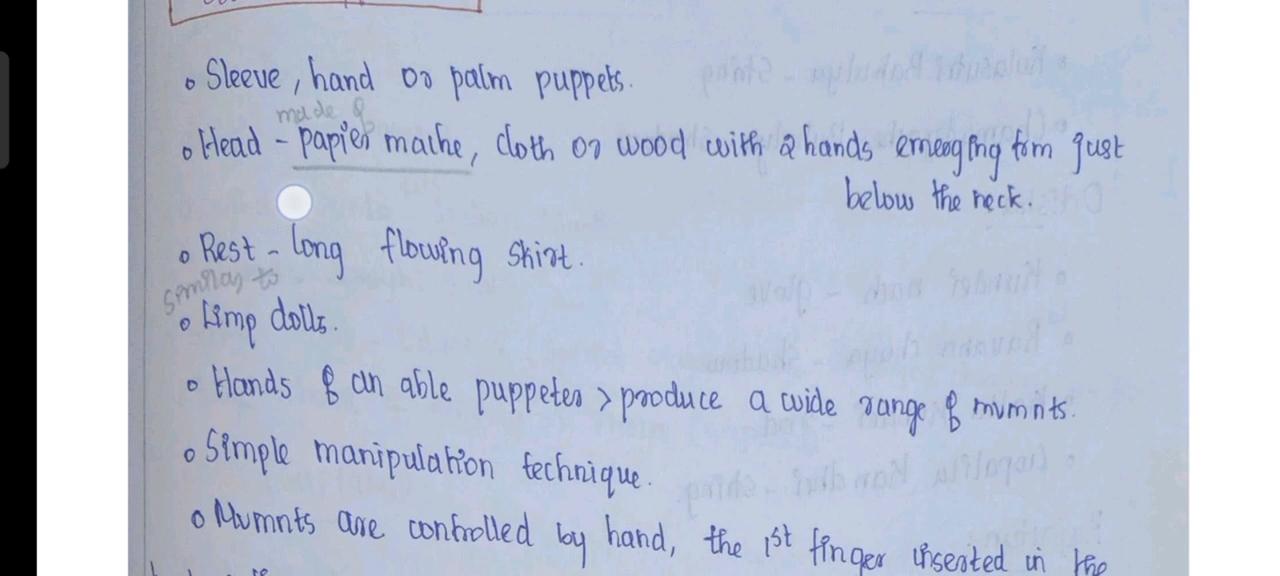 o Sleeve, hand or palm puppets.
made of
o Head - papier mache, cloth or wood with 2 hands emerging frm just
below the neck.
o Rest - long flowing skirt.
similar to
o Limp dolls.
o Hands of an able puppeter > produce a wide range of mvmnts.
o Simple manipulation technique.
o Mvmnts are controlled by hand, the 1st finger inserted in the